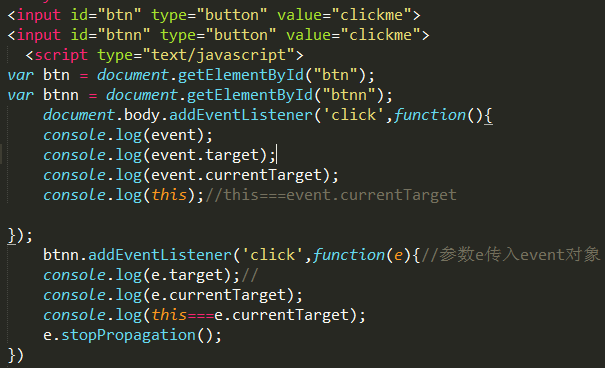 <input id="btn" type="button" value="clickme">
<input id="btnn" type="button" value="clickme">
<script type="text/javascript">
var btn = document.getElementById("btn");
var btnn = document.getElementById("btnn");
document.body.addEventListener('click',function(){
console.log(event);
console.log(event.target);
console.log(event.currentTarget);
console.log(this);//this===event.currentTarget
});
btnn.addEventListener('click',function(e){//参数e传入event对象
console.log(e.target);//
console.log(e.currentTarget);
console.log(this===e.currentTarget);
e.stopPropagation();
})